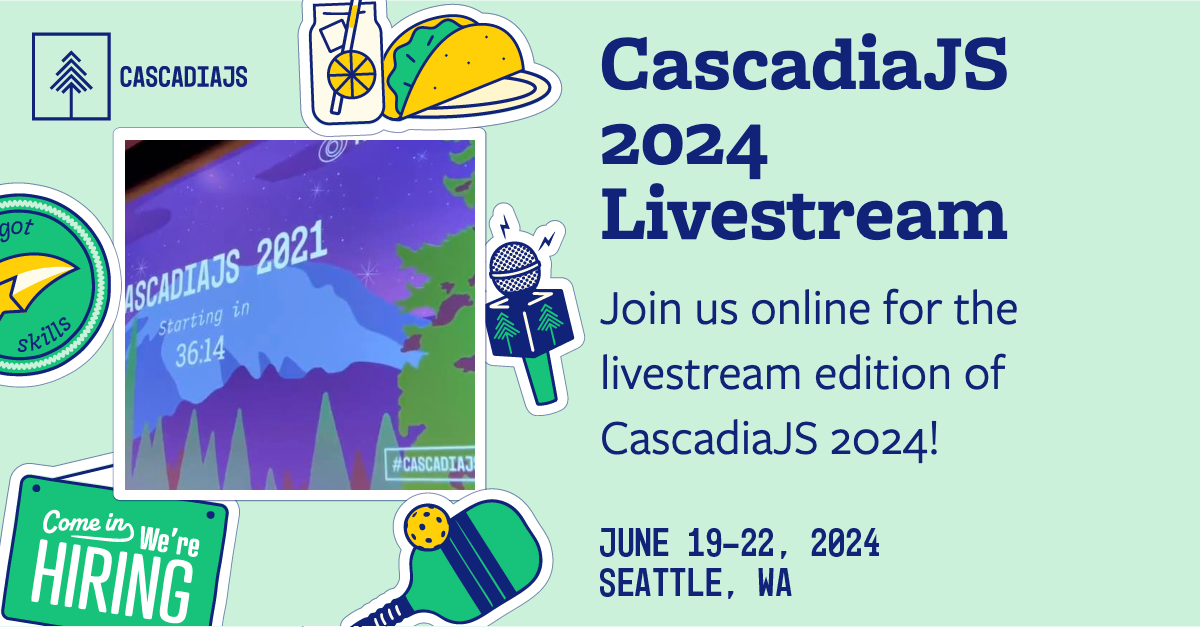 CASCADIAJS
CascadiaJS
2024
Livestream
Join us online for the
livestream edition of
CascadiaJS 2024!
JUNE 19–22, 2024
SEATTLE, WA
ASCADIAJS 2021
Starting in
36:14
#CASCADIAJS
got
skills
Come in
We're
HIRING